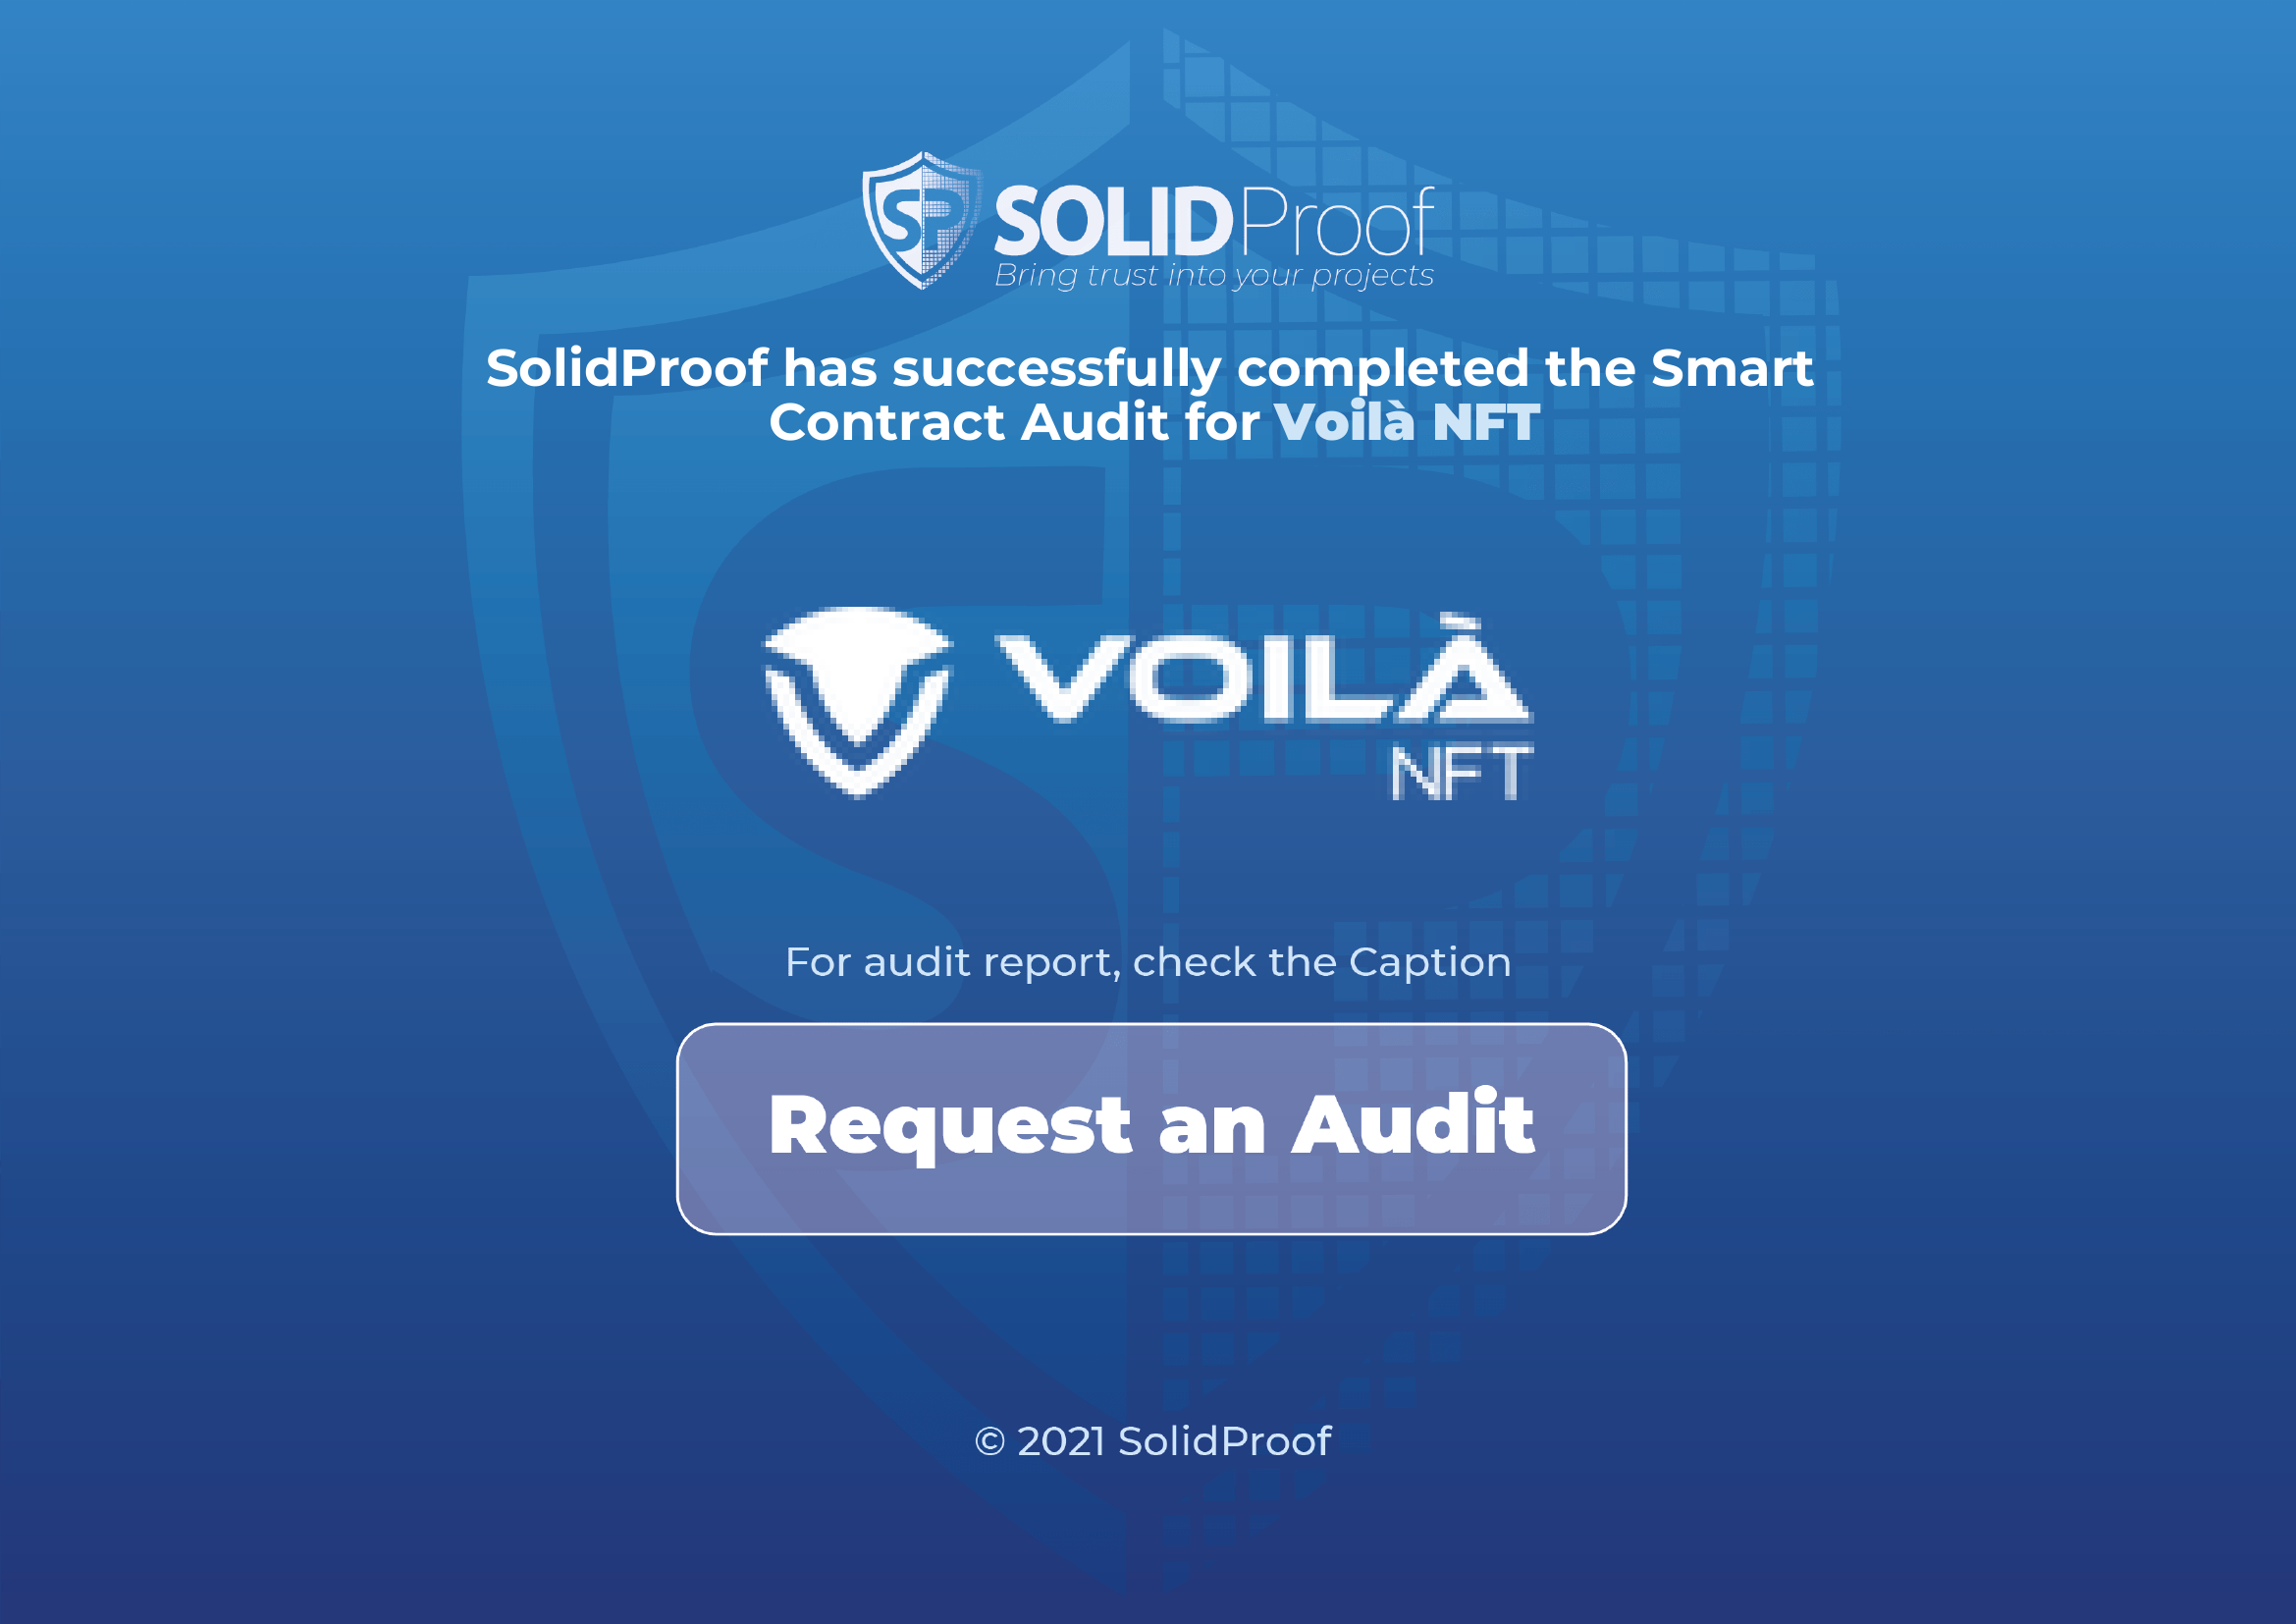 SOLIDProof
Bring trust into your projects
SolidProof has successfully completed the Smart
Contract Audit for Voilà NFT
VOILÀ
NFT
For audit report, check the Caption
Request an Audit
© 2021 SolidProof